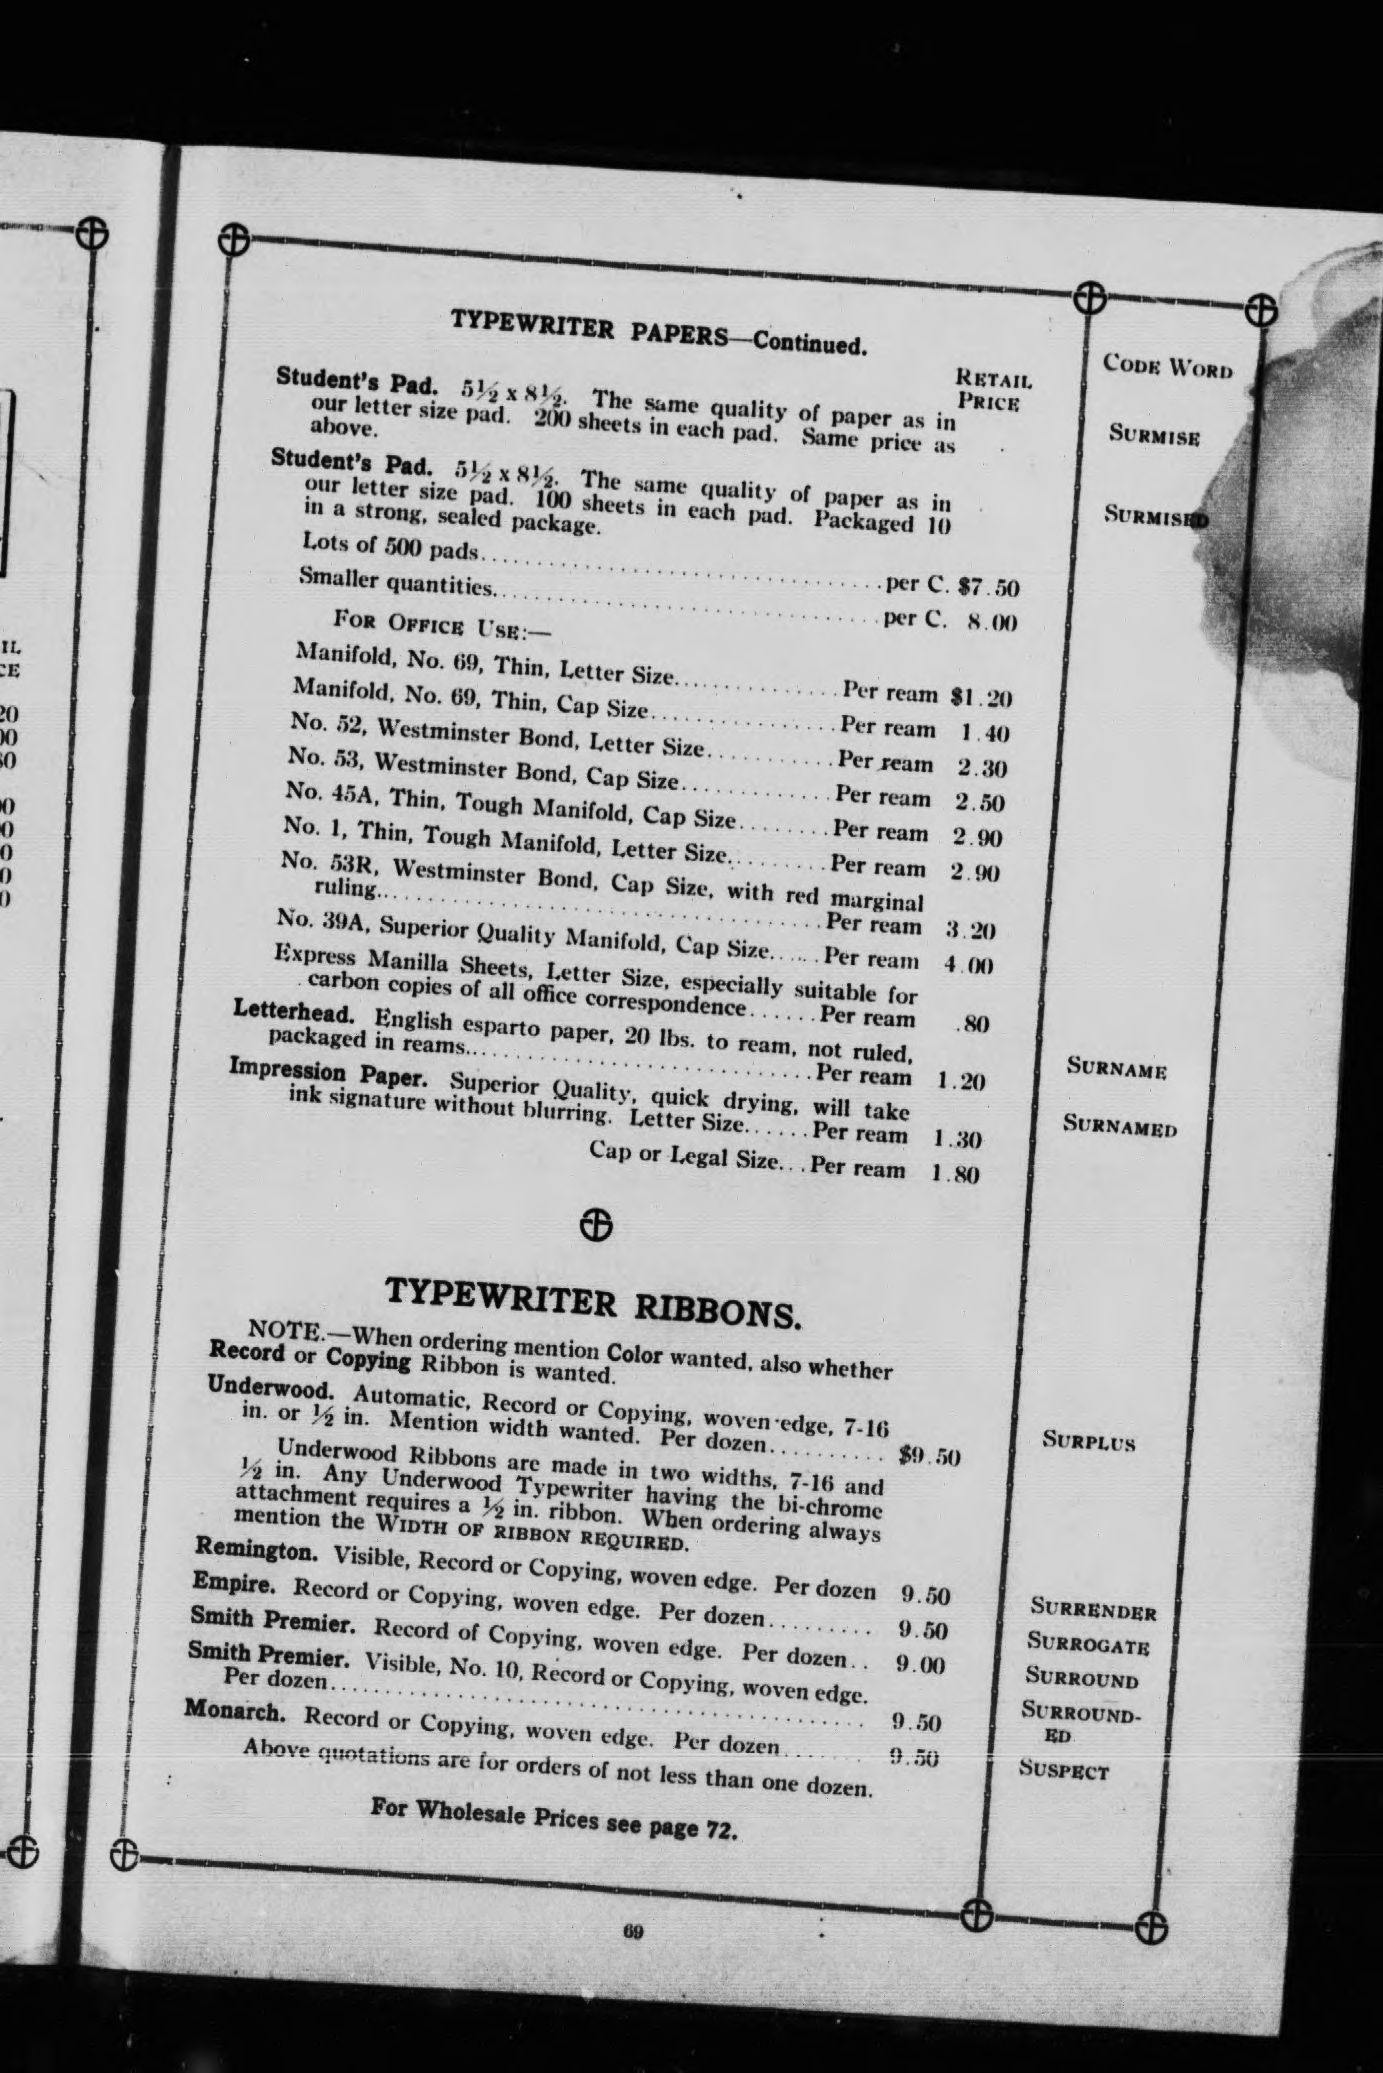 IL
CE
20
TYPEWRITER PAPERS—Continued.
RETAIL PRICE
CODE WORD
Student's Pad. 5½ x 8½. The same quality of paper as in
our letter size pad. 200 sheets in each pad. Same price as
above.
SURMISE
Student's Pad. 5½ x 8½. The same quality of paper as in
our letter size pad. 100 sheets in each pad. Packaged 10
in a strong, sealed package.
SURMISED
Lots of 500 pads........................................per C. $7.50
Smaller quantities......................................per C. 8.00
FOR OFFICE USE:—
Manifold, No. 69, Thin, Letter Size................Per ream $1.20
Manifold, No. 69, Thin, Cap Size..................Per ream 1.40
No. 52, Westminster Bond, Letter Size............Per ream 2.30
No. 53, Westminster Bond, Cap Size..............Per ream 2.50
No. 45A, Thin, Tough Manifold, Cap Size.........Per ream 2.90
No. 1, Thin, Tough Manifold, Letter Size..........Per ream 2.90
No. 53R, Westminster Bond, Cap Size, with red marginal
ruling............................................Per ream 3.20
No. 39A, Superior Quality Manifold, Cap Size......Per ream 4.00
Express Manilla Sheets, Letter Size, especially suitable for
carbon copies of all office correspondence......Per ream .80
Letterhead. English esparto paper, 20 lbs. to ream, not ruled,
packaged in reams..................................Per ream 1.20
SURNAME
Impression Paper. Superior Quality, quick drying, will take
ink signature without blurring. Letter Size......Per ream 1.30
SURNAMED
Cap or Legal Size...Per ream 1.80
TYPEWRITER RIBBONS.
NOTE.—When ordering mention Color wanted, also whether
Record or Copying Ribbon is wanted.
Underwood. Automatic, Record or Copying, woven edge, 7-16
in. or ½ in. Mention width wanted. Per dozen........... $9.50
SURPLUS
Underwood Ribbons are made in two widths, 7-16 and
½ in. Any Underwood Typewriter having the bi-chrome
attachment requires a ½ in. ribbon. When ordering always
mention the WIDTH OF RIBBON REQUIRED.
Remington. Visible, Record or Copying, woven edge. Per dozen 9.50
SURRENDER
Empire. Record or Copying, woven edge. Per dozen......... 9.50
SURROGATE
Smith Premier. Record of Copying, woven edge. Per dozen.. 9.00
SURROUND
Smith Premier. Visible, No. 10, Record or Copying, woven edge.
Per dozen.................................................. 9.50
SURROUND-
ED
Monarch. Record or Copying, woven edge. Per dozen........ 9.50
SUSPECT
Above quotations are for orders of not less than one dozen.
For Wholesale Prices see page 72.
69